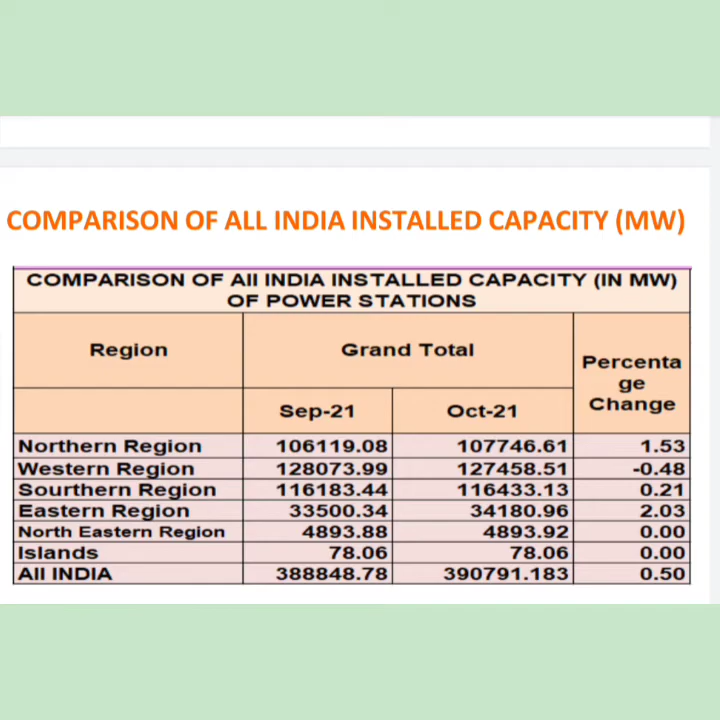 COMPARISON OF ALL INDIA INSTALLED CAPACITY (MW)
COMPARISON OF All INDIA INSTALLED CAPACITY (IN MW)
OF POWER STATIONS
Region Grand Total Percenta
ge
Change
Sep-21 Oct-21
Northern Region 106119.08 107746.61 1.53
Western Region 128073.99 127458.51 -0.48
Sourthern Region 116183.44 116433.13 0.21
Eastern Region 33500.34 34180.96 2.03
North Eastern Region 4893.88 4893.92 0.00
Islands 78.06 78.06 0.00
All INDIA 388848.78 390791.183 0.50